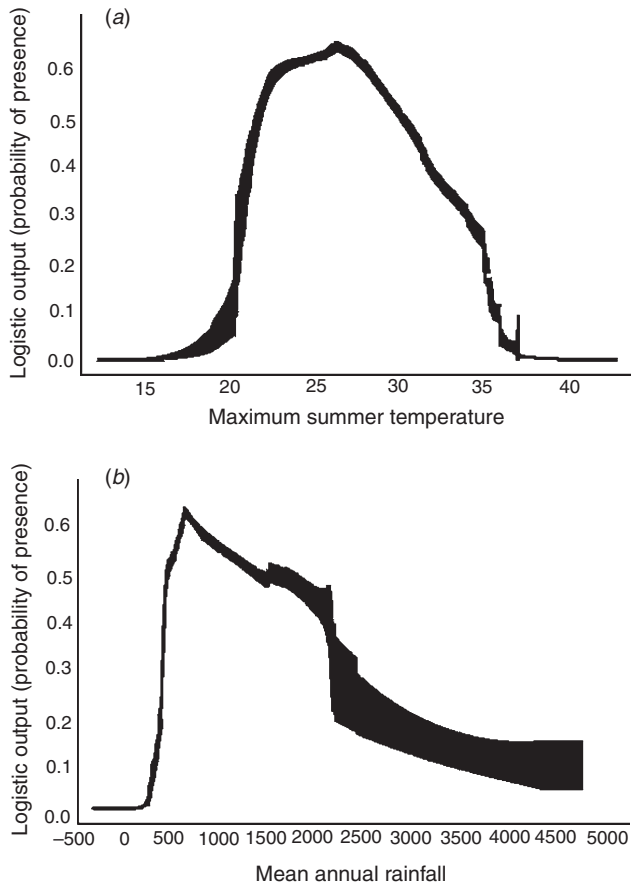 (a)
Logistic output (probability of presence)
0.6
0.5
0.4
0.3
0.2
0.1
0.0
15 20 25 30 35 40
Maximum summer temperature
(b)
Logistic output (probability of presence)
0.6
0.5
0.4
0.3
0.2
0.1
0.0
–500 0 500 1000 1500 2000 2500 3000 3500 4000 4500 5000
Mean annual rainfall